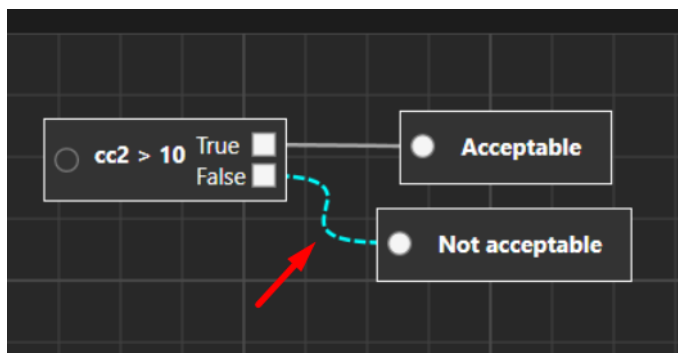 cc2 > 10
True
False
Acceptable
Not acceptable